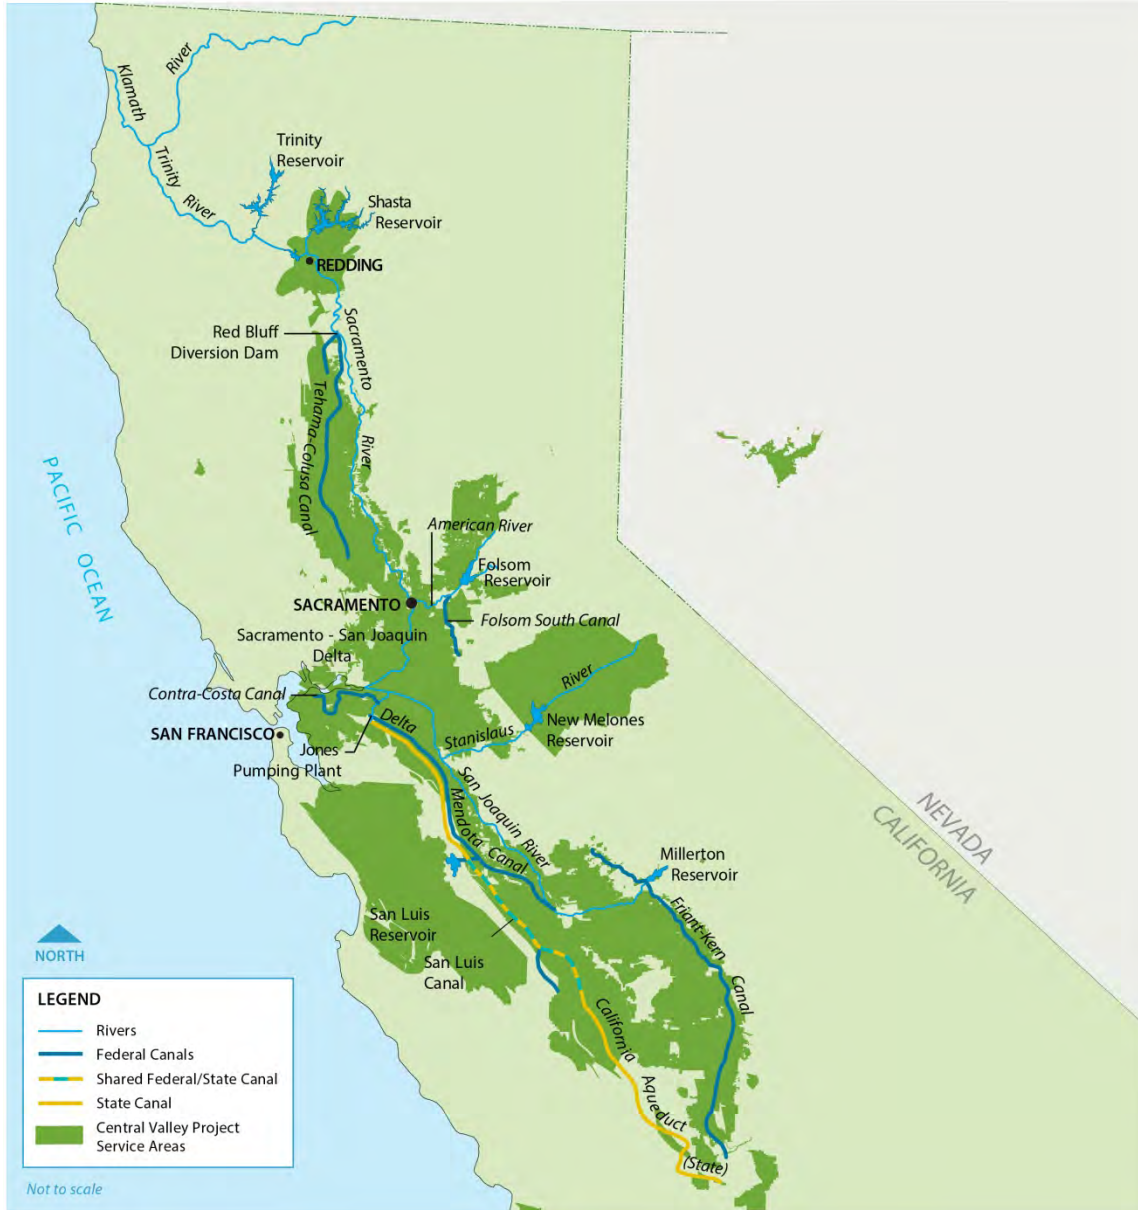 Klamath
River
Trinity
River
Trinity
Reservoir
Shasta
Reservoir
REDDING
Red Bluff
Diversion Dam
Sacramento
River
Tehama-Colusa Canal
PACIFIC OCEAN
American River
Folsom
Reservoir
SACRAMENTO
Folsom South Canal
Sacramento - San Joaquin
Delta
Contra-Costa Canal
River
Stanislaus
New Melones
Reservoir
SAN FRANCISCO
Jones
Pumping Plant
Delta
Mendota Canal
San Joaquin River
NEVADA
CALIFORNIA
Millerton
Reservoir
Friant-Kern
Canal
San Luis
Reservoir
San Luis
Canal
California
Aqueduct
(State)
NORTH
LEGEND
Rivers
Federal Canals
Shared Federal/State Canal
State Canal
Central Valley Project
Service Areas
Not to scale